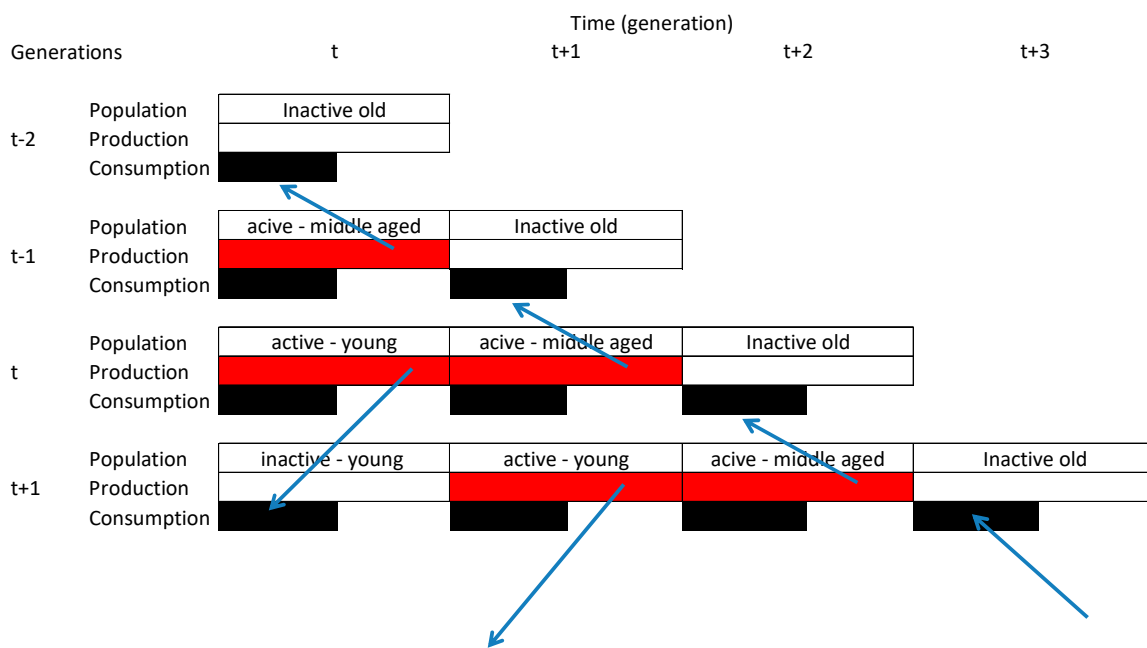 Time (generation)
Generations t t+1 t+2 t+3
Population Inactive old
t-2 Production
Consumption
Population acive - middle aged Inactive old
t-1 Production
Consumption
Population active - young acive - middle aged Inactive old
t Production
Consumption
Population inactive - young active - young acive - middle aged Inactive old
t+1 Production
Consumption